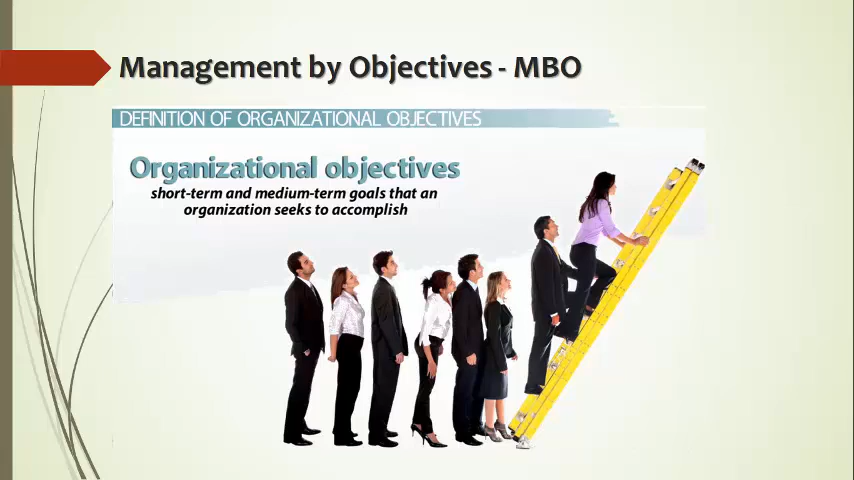 Management by Objectives - MBO
DEFINITION OF ORGANIZATIONAL OBJECTIVES
Organizational objectives
short-term and medium-term goals that an
organization seeks to accomplish